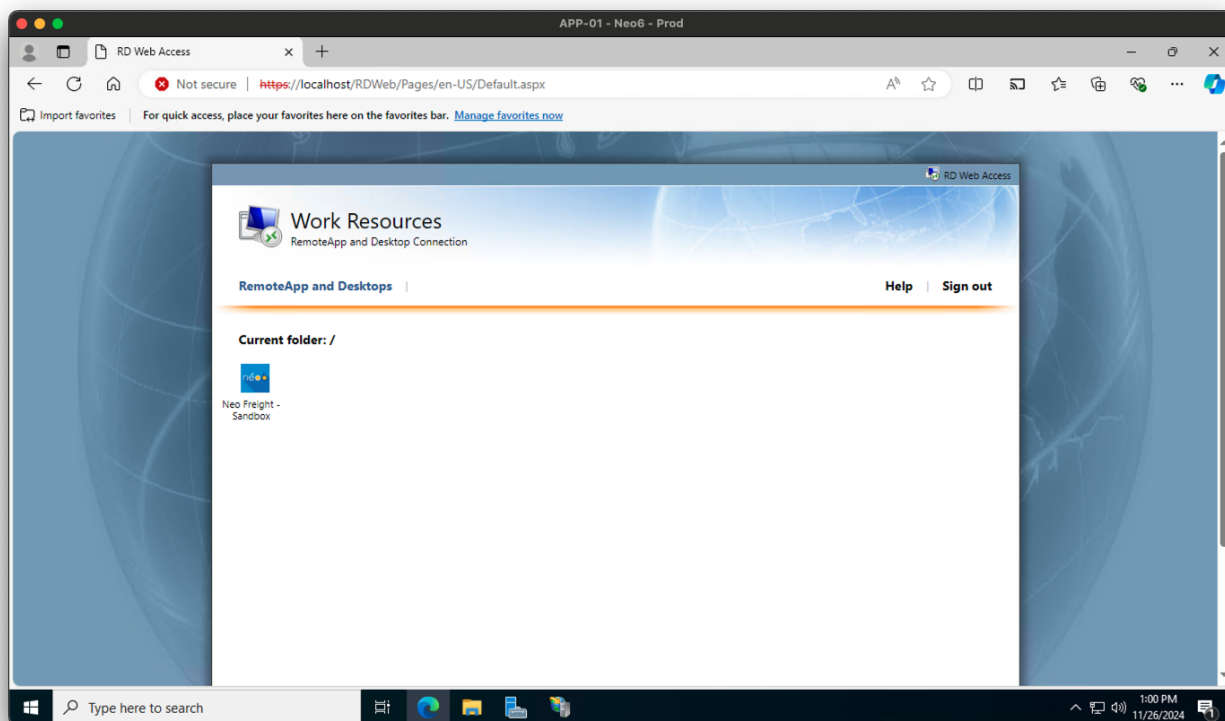 APP-01 - Neo6 - Prod
RD Web Access
Not secure https://localhost/RDWeb/Pages/en-US/Default.aspx
Import favorites For quick access, place your favorites here on the favorites bar. Manage favorites now
RD Web Access
Work Resources
RemoteApp and Desktop Connection
RemoteApp and Desktops | Help | Sign out
Current folder: /
néo
Neo Freight -
Sandbox
Type here to search
1:00 PM
11/26/2024
1